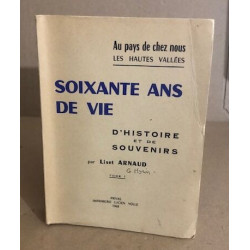 Au pays de chez nous
LES HAUTES VALLÉES
SOIXANTE ANS
DE VIE
D'HISTOIRE
ET DE
SOUVENIRS
par Liset ARNAUD
TOME I